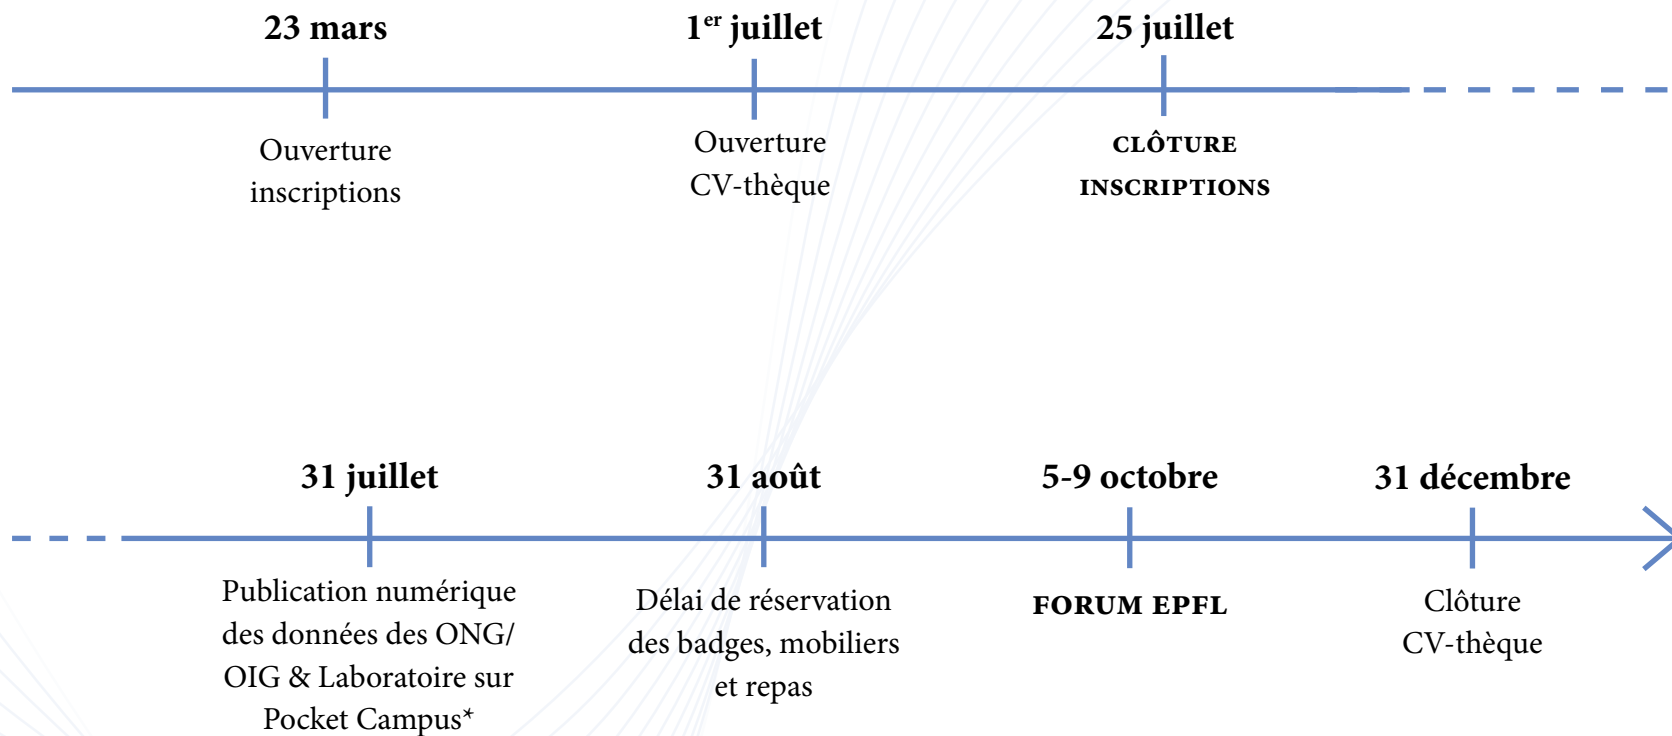 23 mars
1er juillet
25 juillet
Ouverture
inscriptions
Ouverture
CV-thèque
CLÔTURE
INSCRIPTIONS
31 juillet
31 août
5-9 octobre
31 décembre
Publication numérique
des données des ONG/
OIG & Laboratoire sur
Pocket Campus*
Délai de réservation
des badges, mobiliers
et repas
FORUM EPFL
Clôture
CV-thèque